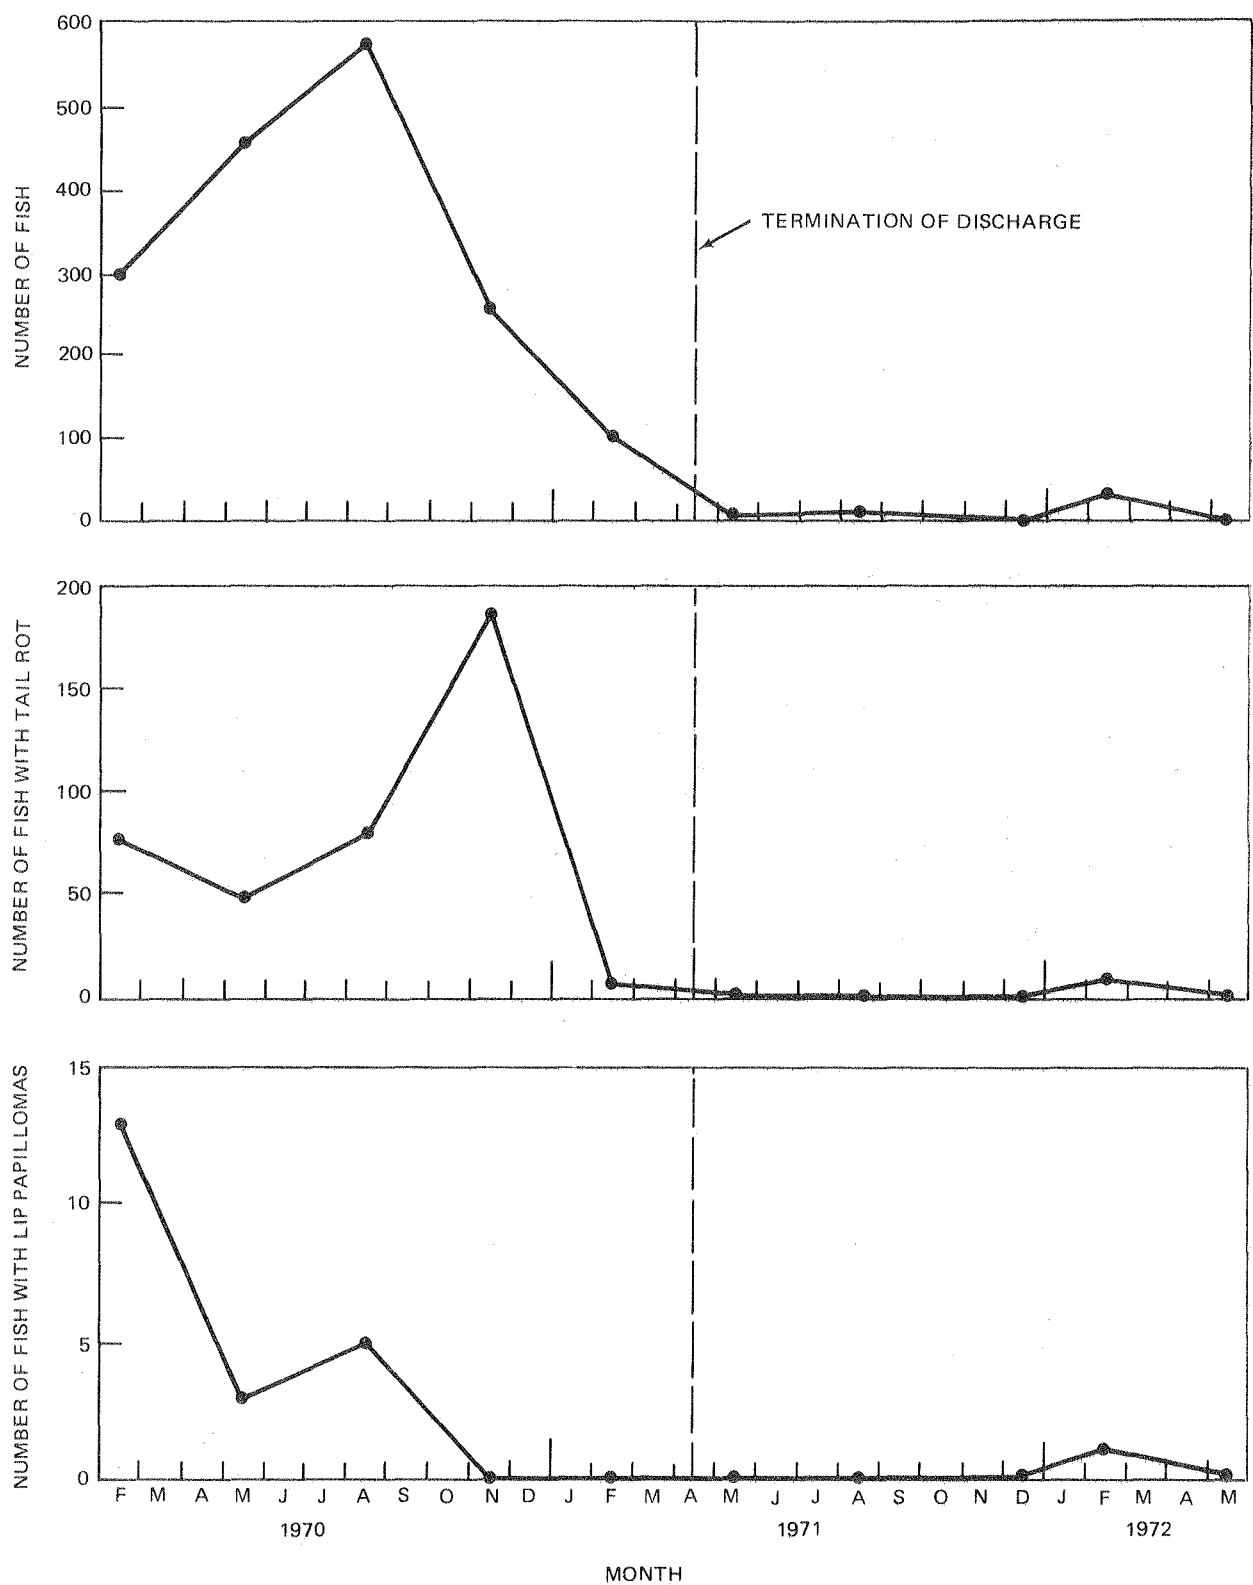 NUMBER OF FISH
600
500
400
300
200
100
0
TERMINATION OF DISCHARGE
NUMBER OF FISH WITH TAIL ROT
200
150
100
50
0
NUMBER OF FISH WITH LIP PAPILLOMAS
15
10
5
0
F M A M J J A S O N D J F M A M J J A S O N D J F M A M
1970 1971 1972
MONTH